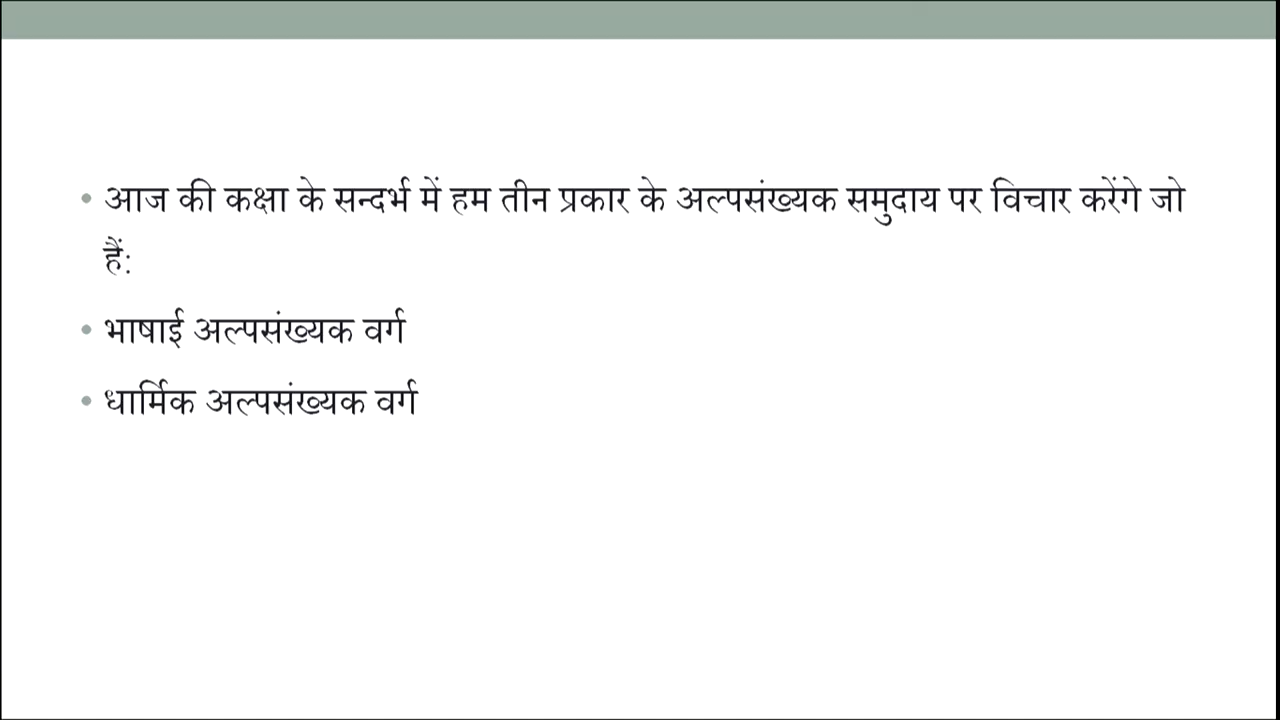 • आज की कक्षा के सन्दर्भ में हम तीन प्रकार के अल्पसंख्यक समुदाय पर विचार करेंगे जो
हैं:
• भाषाई अल्पसंख्यक वर्ग
• धार्मिक अल्पसंख्यक वर्ग